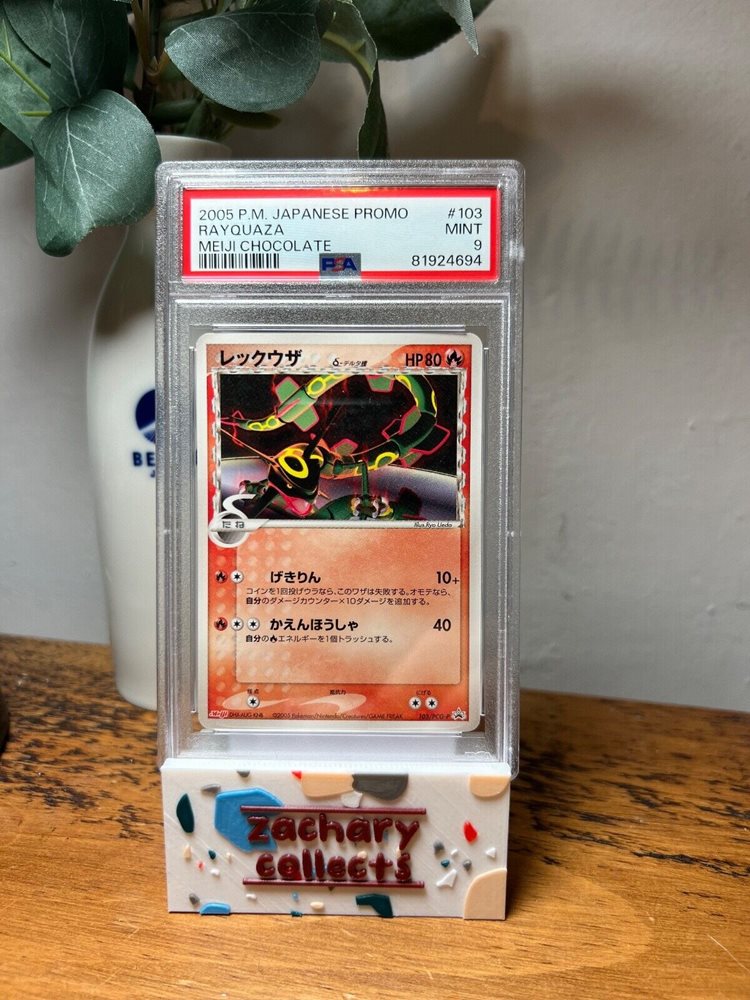 2005 P.M. JAPANESE PROMO #103
RAYQUAZA MINT
MEIJI CHOCOLATE 9
PSA 81924694
レックウザ δ-デルタ種 HP80
δ
たね
Illus.Ryo Ueda
げきりん 10+
コインを1回投げウラなら、このワザは失敗する。オモテなら、
自分のダメージカウンター×10ダメージを追加する。
かえんほうしゃ 40
自分の エネルギーを1個トラッシュする。
弱点 抵抗力 にげる
Meiji ©2005 Pokémon/Nintendo/Creatures/GAME FREAK 103/PCG-P
BE
zachary
collects